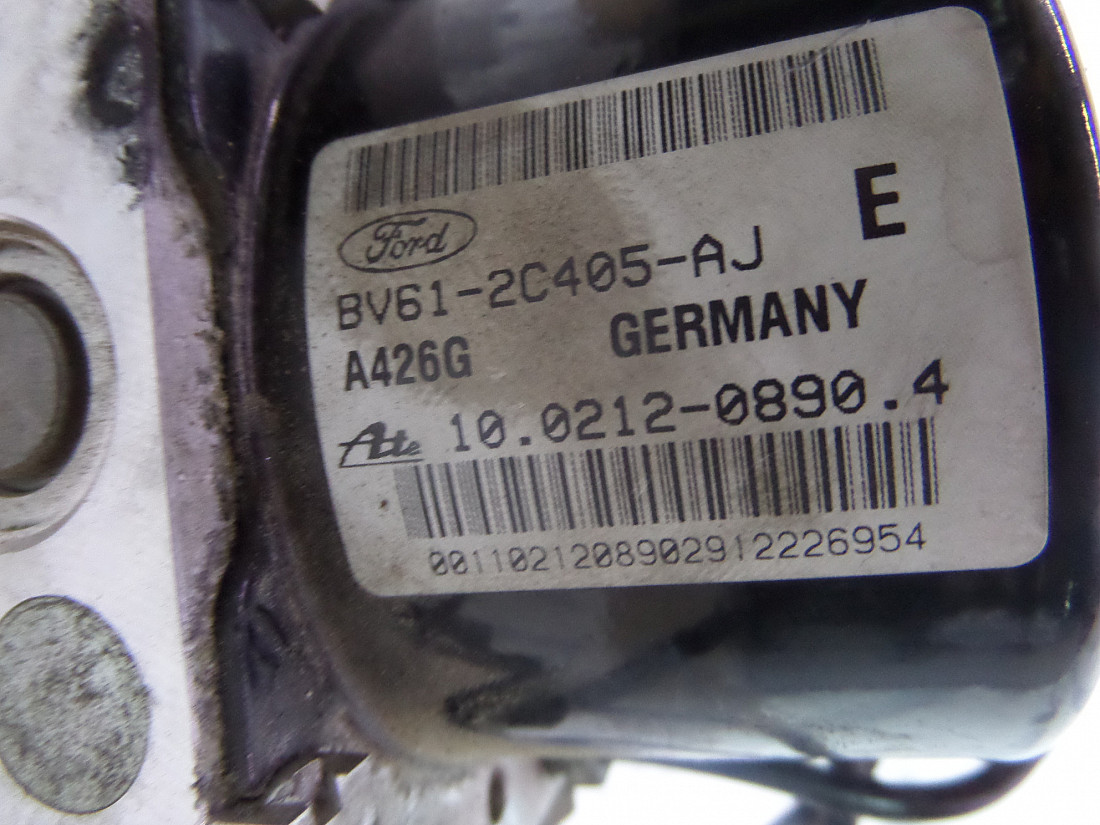 E
Ford
BV61-2C405-AJ
A426G GERMANY
Ate 10.0212-0890.4
0011021208902912226954